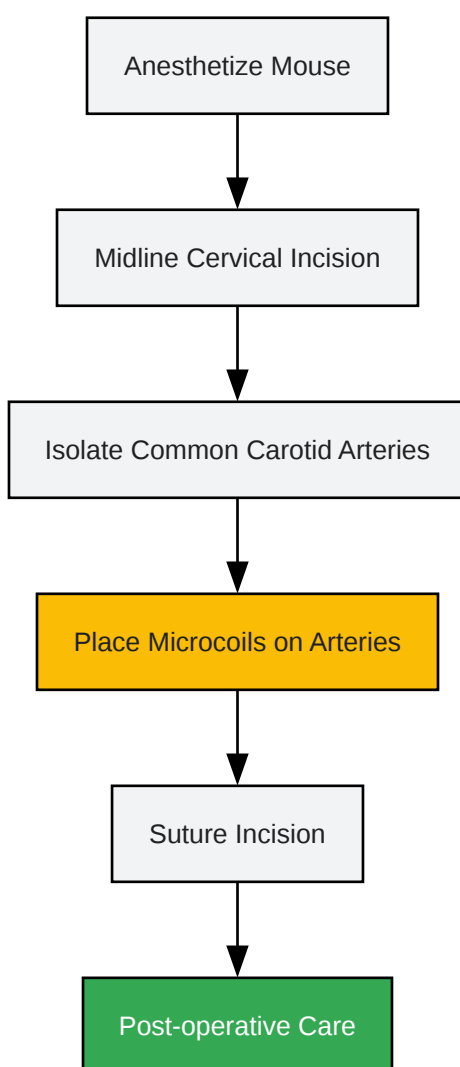 Anesthetize Mouse
Midline Cervical Incision
Isolate Common Carotid Arteries
Place Microcoils on Arteries
Suture Incision
Post-operative Care